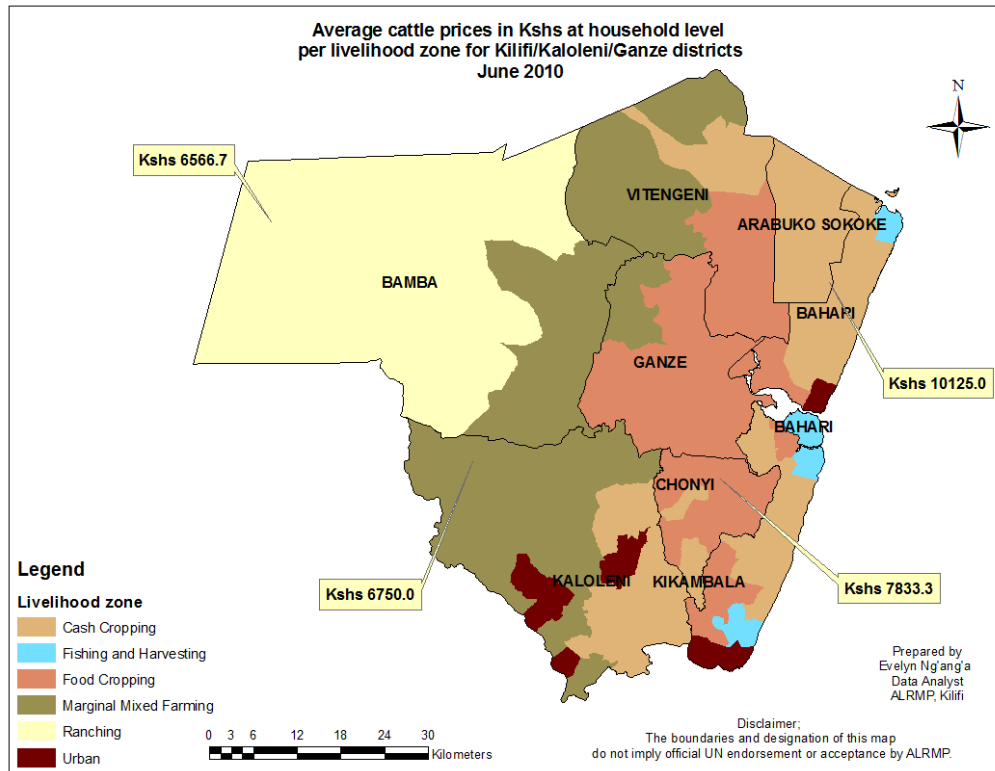 Average cattle prices in Kshs at household level
per livelihood zone for Kilifi/Kaloleni/Ganze districts
June 2010
N
Kshs 6566.7
VITENGENI
ARABUKO SOKOKE
BAMBA
BAHARI
GANZE
Kshs 10125.0
BAHARI
CHONYI
Kshs 6750.0
KALOLENI
KIKAMBALA
Kshs 7833.3
Legend
Livelihood zone
Cash Cropping
Fishing and Harvesting
Food Cropping
Marginal Mixed Farming
Ranching
Urban
0 3 6 12 18 24 30
Kilometers
Prepared by
Evelyn Ng'ang'a
Data Analyst
ALRMP, Kilifi
Disclaimer;
The boundaries and designation of this map
do not imply official UN endorsement or acceptance by ALRMP.